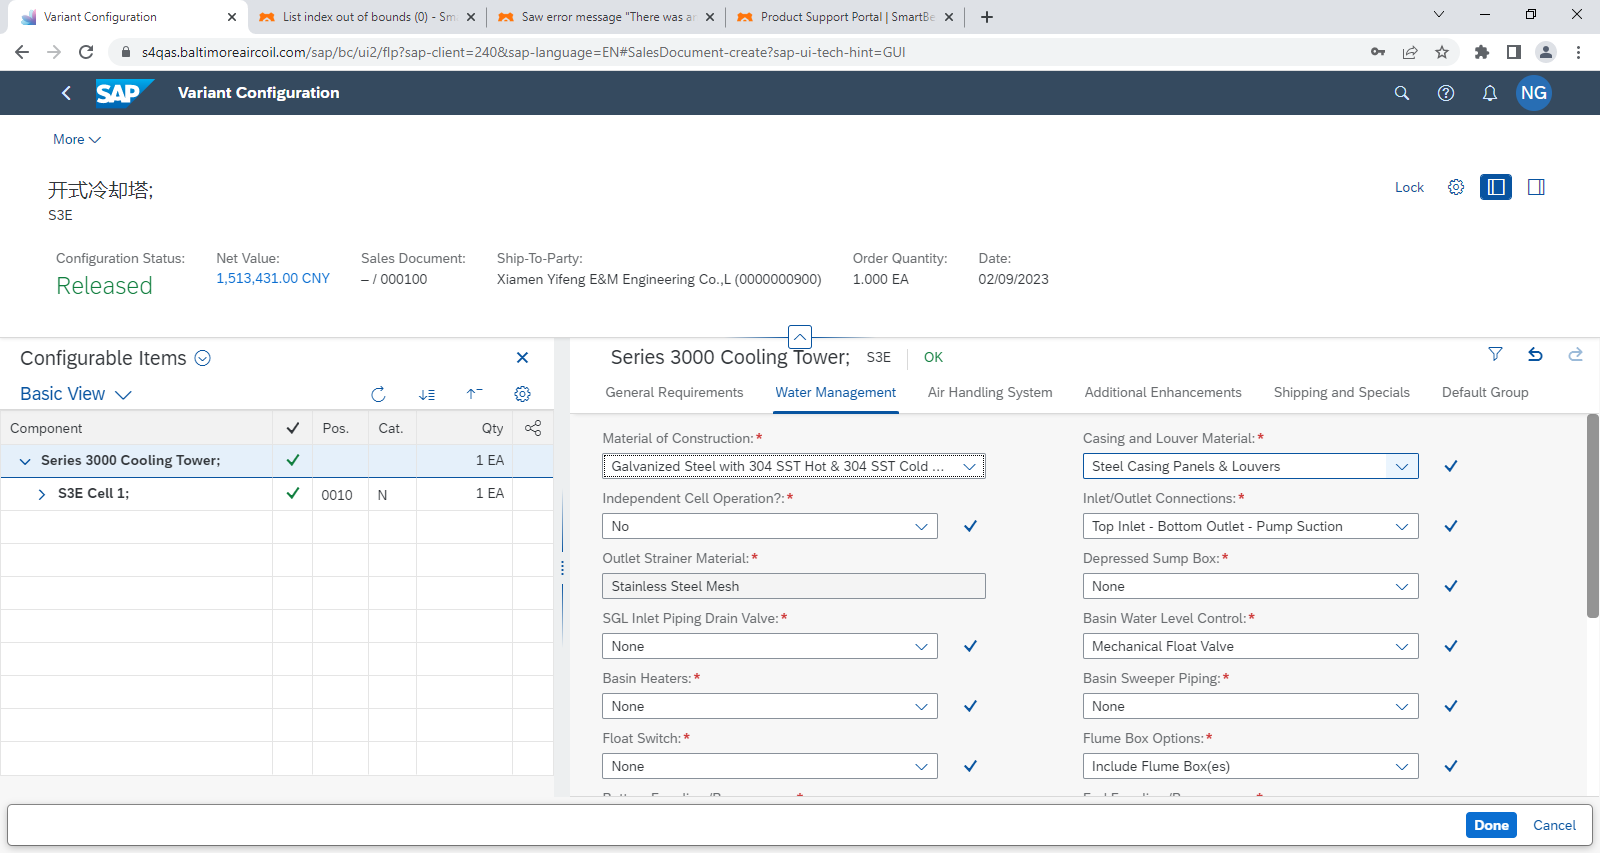 Variant Configuration
List index out of bounds (0) - Sm
Saw error message "There was ar
Product Support Portal | SmartBe
s4qas.baltimoreaircoil.com/sap/bc/ui2/flp?sap-client=240&sap-language=EN#SalesDocument-create?sap-ui-tech-hint=GUI
SAP Variant Configuration NG
More
开式冷却塔;
S3E
Lock
Configuration Status: Net Value: Sales Document: Ship-To-Party: Order Quantity: Date:
Released 1,513,431.00 CNY – / 000100 Xiamen Yifeng E&M Engineering Co.,L (0000000900) 1.000 EA 02/09/2023
Configurable Items
Basic View
Component Pos. Cat. Qty
Series 3000 Cooling Tower; 1 EA
S3E Cell 1; 0010 N 1 EA
Series 3000 Cooling Tower; S3E OK
General Requirements Water Management Air Handling System Additional Enhancements Shipping and Specials Default Group
Material of Construction:* Casing and Louver Material:*
Galvanized Steel with 304 SST Hot & 304 SST Cold ... Steel Casing Panels & Louvers
Independent Cell Operation?:* Inlet/Outlet Connections:*
No Top Inlet - Bottom Outlet - Pump Suction
Outlet Strainer Material:* Depressed Sump Box:*
Stainless Steel Mesh None
SGL Inlet Piping Drain Valve:* Basin Water Level Control:*
None Mechanical Float Valve
Basin Heaters:* Basin Sweeper Piping:*
None None
Float Switch:* Flume Box Options:*
None Include Flume Box(es)
Done Cancel